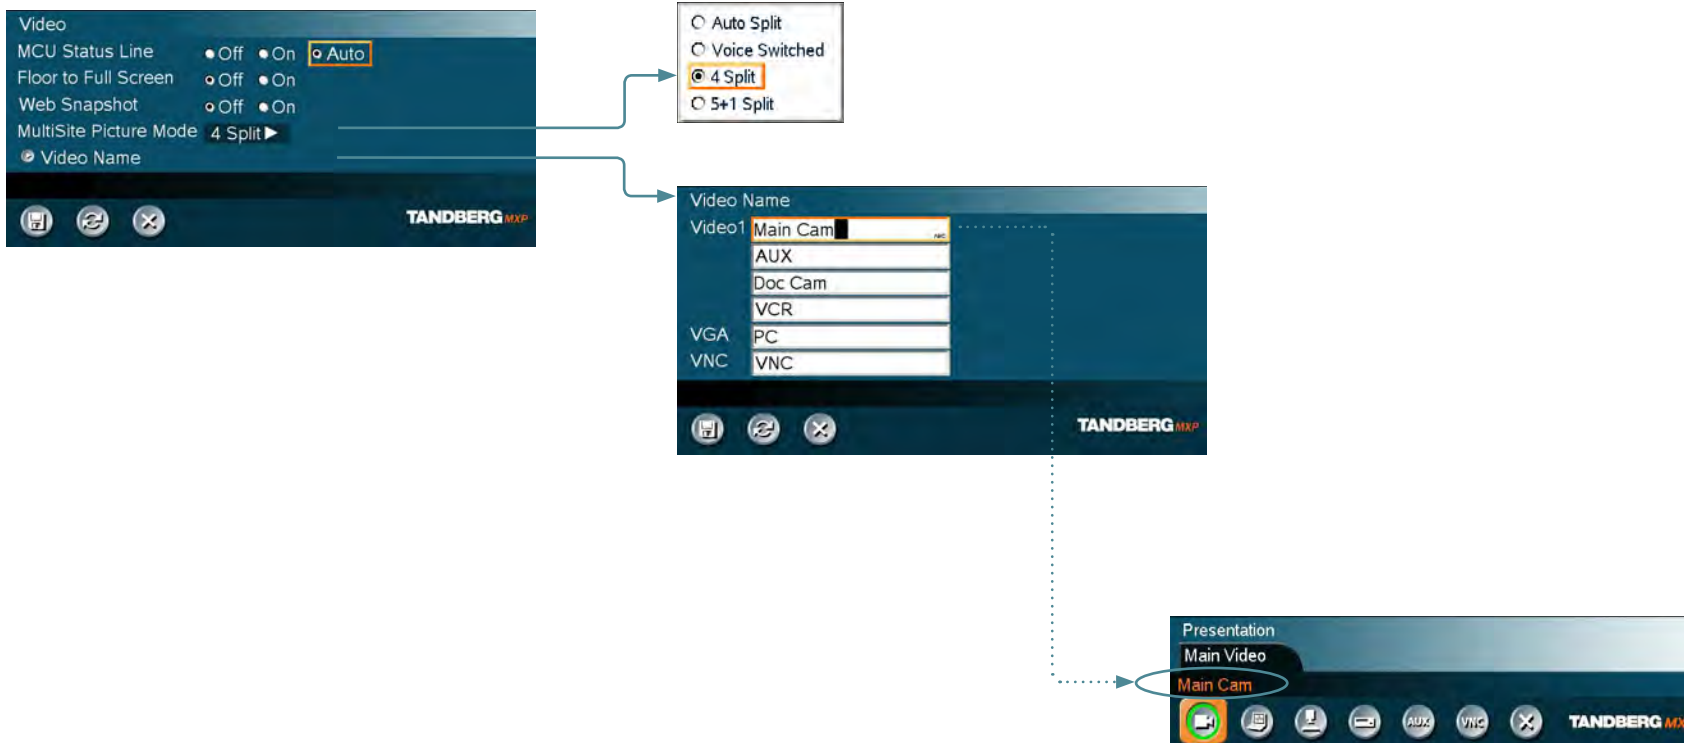 Video
MCU Status Line Off On Auto
Floor to Full Screen Off On
Web Snapshot Off On
MultiSite Picture Mode 4 Split
Video Name
TANDBERG MXP
Auto Split
Voice Switched
4 Split
5+1 Split
Video Name
Video1 Main Cam
AUX
Doc Cam
VCR
VGA PC
VNC VNC
TANDBERG MXP
Presentation
Main Video
Main Cam
AUX VNC TANDBERG MX